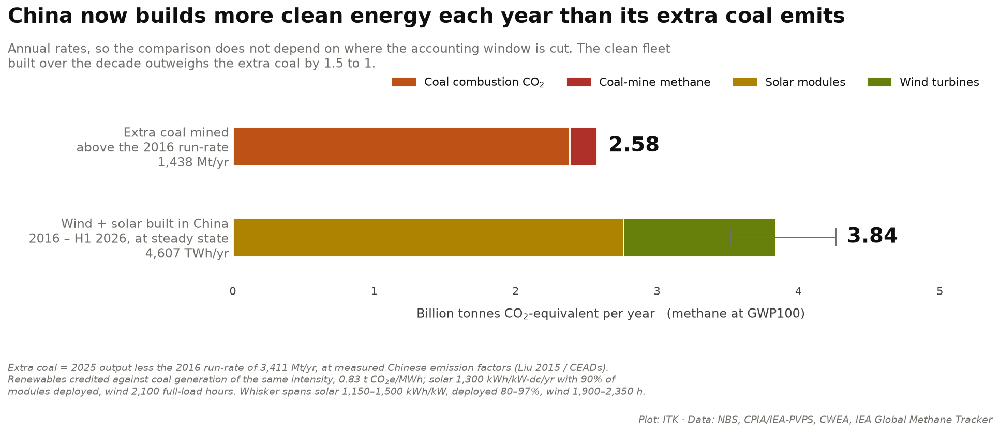 China now builds more clean energy each year than its extra coal emits
Annual rates, so the comparison does not depend on where the accounting window is cut. The clean fleet
built over the decade outweighs the extra coal by 1.5 to 1.
Coal combustion CO₂
Coal-mine methane
Solar modules
Wind turbines
Extra coal mined
above the 2016 run-rate
1,438 Mt/yr
2.58
Wind + solar built in China
2016 – H1 2026, at steady state
4,607 TWh/yr
3.84
0 1 2 3 4 5
Billion tonnes CO₂-equivalent per year (methane at GWP100)
Extra coal = 2025 output less the 2016 run-rate of 3,411 Mt/yr, at measured Chinese emission factors (Liu 2015 / CEADs).
Renewables credited against coal generation of the same intensity, 0.83 t CO₂e/MWh; solar 1,300 kWh/kW-dc/yr with 90% of
modules deployed, wind 2,100 full-load hours. Whisker spans solar 1,150–1,500 kWh/kW, deployed 80–97%, wind 1,900–2,350 h.
Plot: ITK · Data: NBS, CPIA/IEA-PVPS, CWEA, IEA Global Methane Tracker